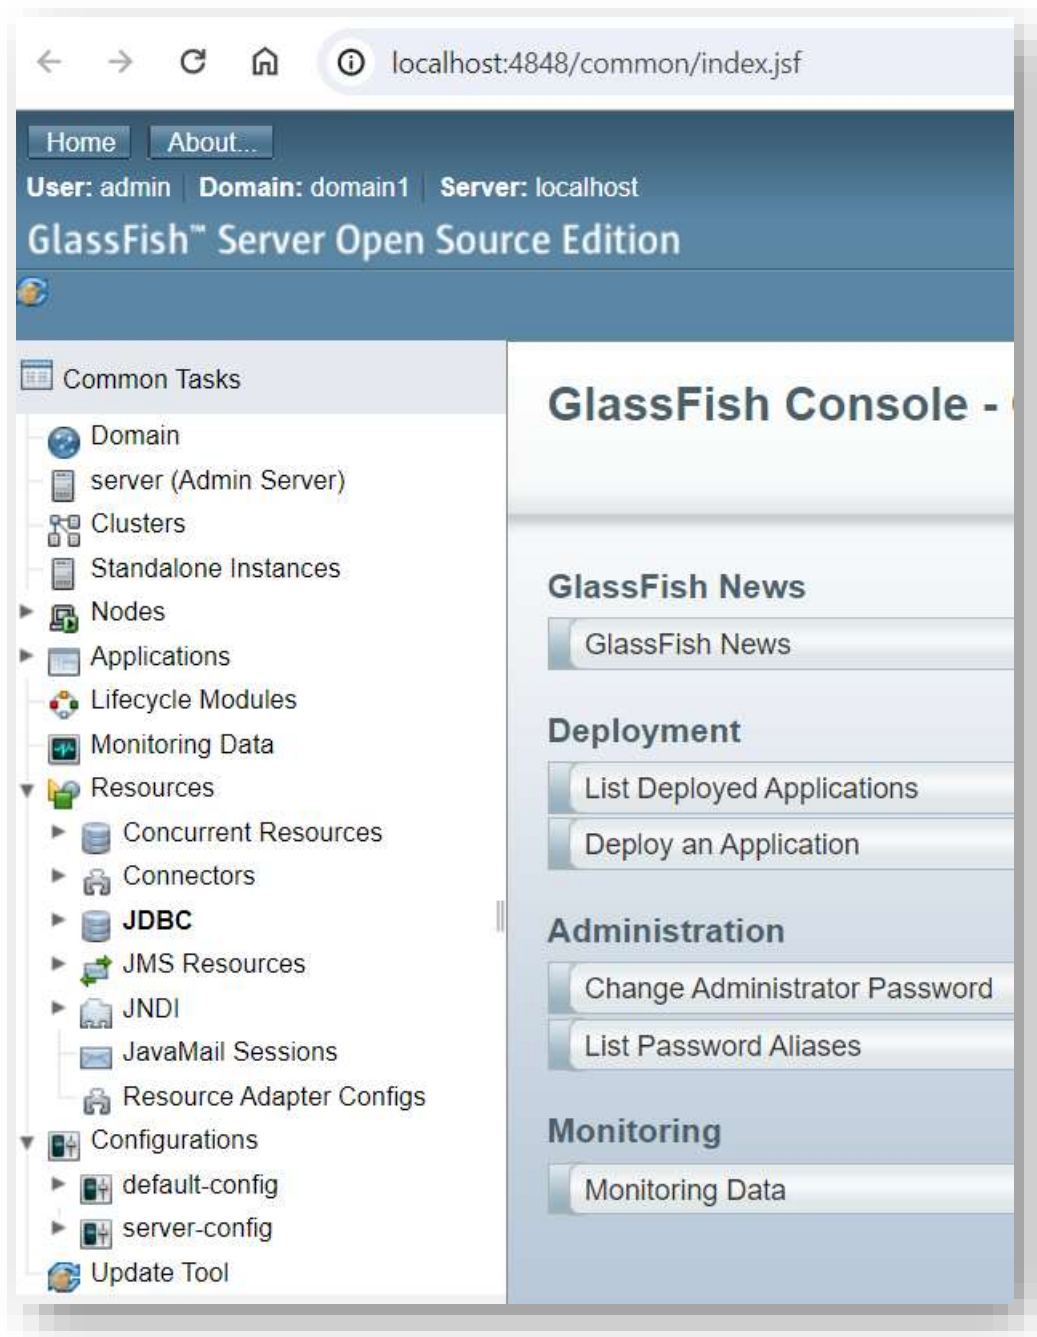 localhost:4848/common/index.jsf
Home About...
User: admin Domain: domain1 Server: localhost
GlassFish™ Server Open Source Edition
Common Tasks
Domain
server (Admin Server)
Clusters
Standalone Instances
Nodes
Applications
Lifecycle Modules
Monitoring Data
Resources
Concurrent Resources
Connectors
JDBC
JMS Resources
JNDI
JavaMail Sessions
Resource Adapter Configs
Configurations
default-config
server-config
Update Tool
GlassFish Console -
GlassFish News
GlassFish News
Deployment
List Deployed Applications
Deploy an Application
Administration
Change Administrator Password
List Password Aliases
Monitoring
Monitoring Data